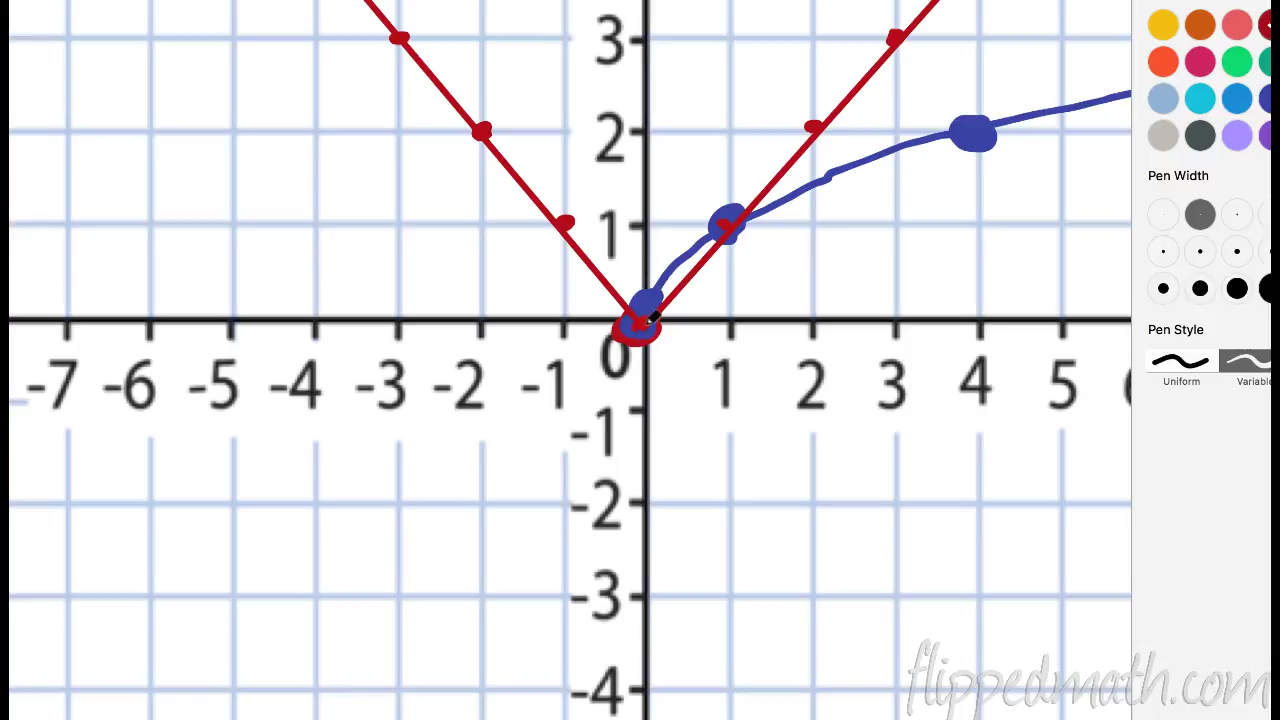 3
2
1
0
-7 -6 -5 -4 -3 -2 -1 1 2 3 4 5
-1
-2
-3
-4
Pen Width
Pen Style
Uniform Variable
flippedmath.com